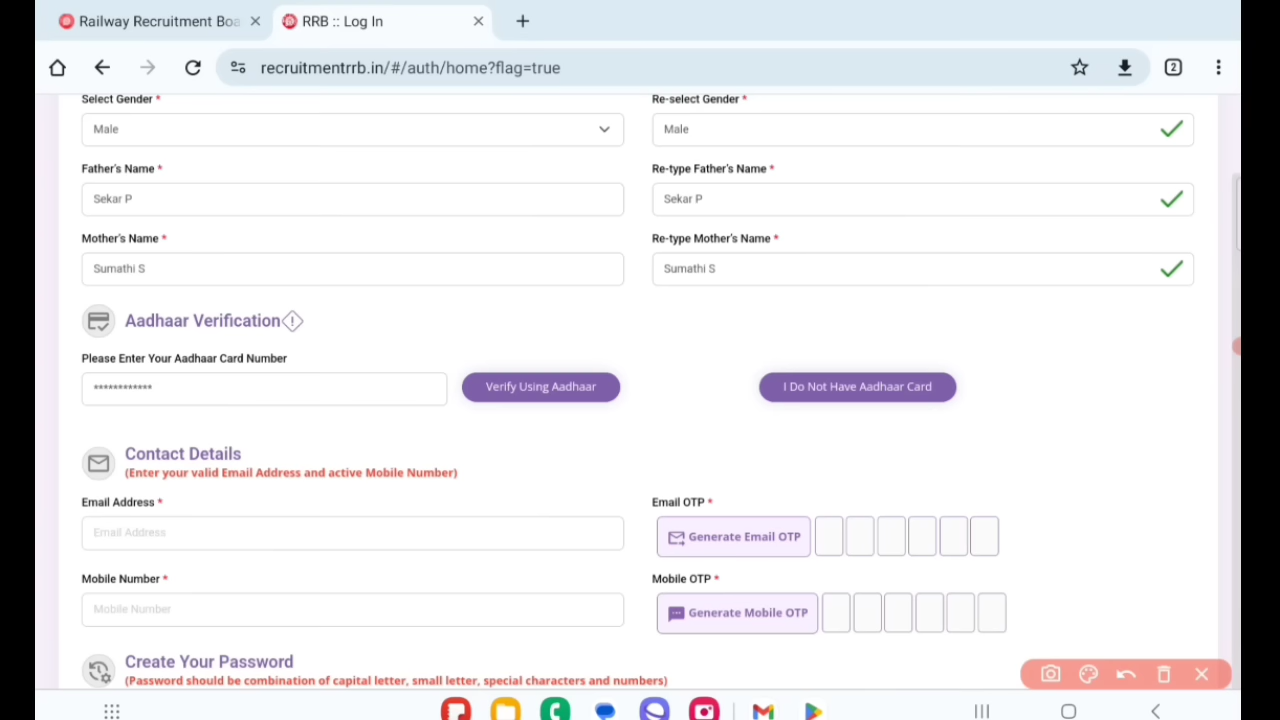 Railway Recruitment Boa
RRB :: Log In
recruitmentrrb.in/#/auth/home?flag=true
2
Select Gender *
Re-select Gender *
Male
Male
Father's Name *
Re-type Father's Name *
Sekar P
Sekar P
Mother's Name *
Re-type Mother's Name *
Sumathi S
Sumathi S
Aadhaar Verification
Please Enter Your Aadhaar Card Number
************
Verify Using Aadhaar
I Do Not Have Aadhaar Card
Contact Details
(Enter your valid Email Address and active Mobile Number)
Email Address *
Email OTP *
Email Address
Generate Email OTP
Mobile Number *
Mobile OTP *
Mobile Number
Generate Mobile OTP
Create Your Password
(Password should be combination of capital letter, small letter, special characters and numbers)